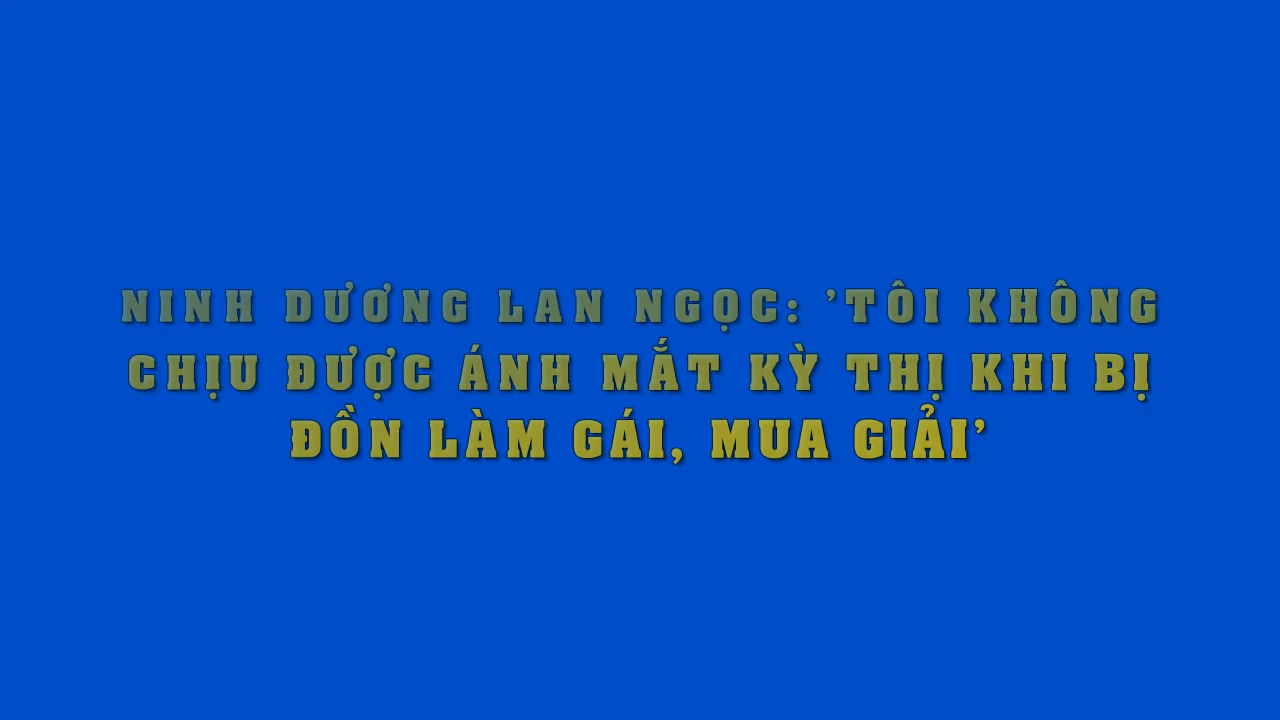 NINH DƯƠNG LAN NGỌC: 'TÔI KHÔNG
CHỊU ĐƯỢC ÁNH MẮT KỲ THỊ KHI BỊ
ĐỒN LÀM GÁI, MUA GIẢI'